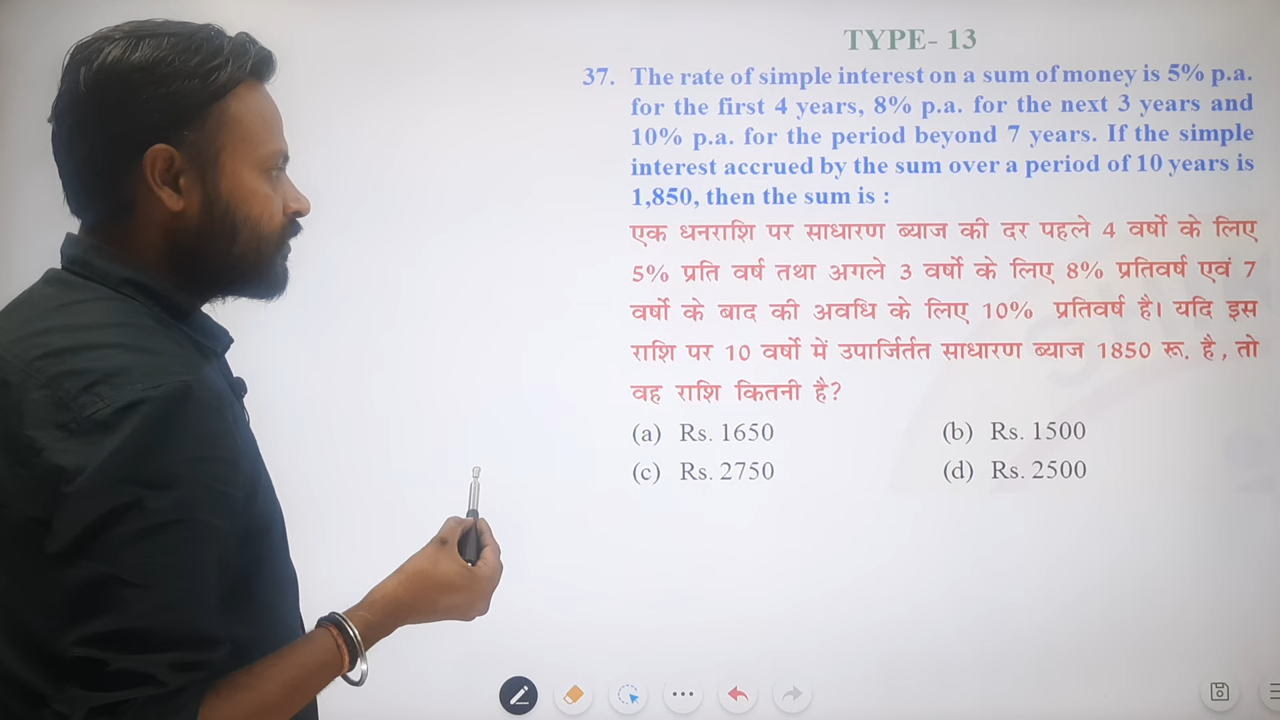 TYPE- 13
37. The rate of simple interest on a sum of money is 5% p.a.
for the first 4 years, 8% p.a. for the next 3 years and
10% p.a. for the period beyond 7 years. If the simple
interest accrued by the sum over a period of 10 years is
1,850, then the sum is :
एक धनराशि पर साधारण ब्याज की दर पहले 4 वर्षो के लिए
5% प्रति वर्ष तथा अगले 3 वर्षो के लिए 8% प्रतिवर्ष एवं 7
वर्षो के बाद की अवधि के लिए 10% प्रतिवर्ष है। यदि इस
राशि पर 10 वर्षो में उपार्जिर्तत साधारण ब्याज 1850 रू. है, तो
वह राशि कितनी है?
(a) Rs. 1650 (b) Rs. 1500
(c) Rs. 2750 (d) Rs. 2500